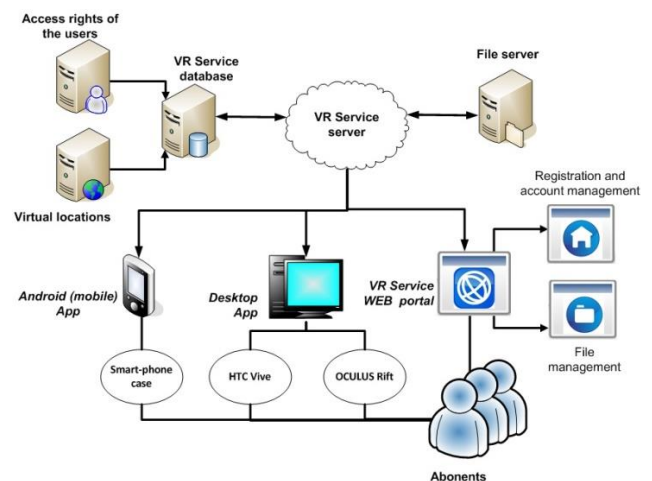 Access rights of
the users
VR Service
database
File server
VR Service
server
Virtual locations
Registration and
account management
Android (mobile)
App
Desktop
App
VR Service
WEB portal
File
management
Smart-phone
case
HTC Vive
OCULUS Rift
Abonents